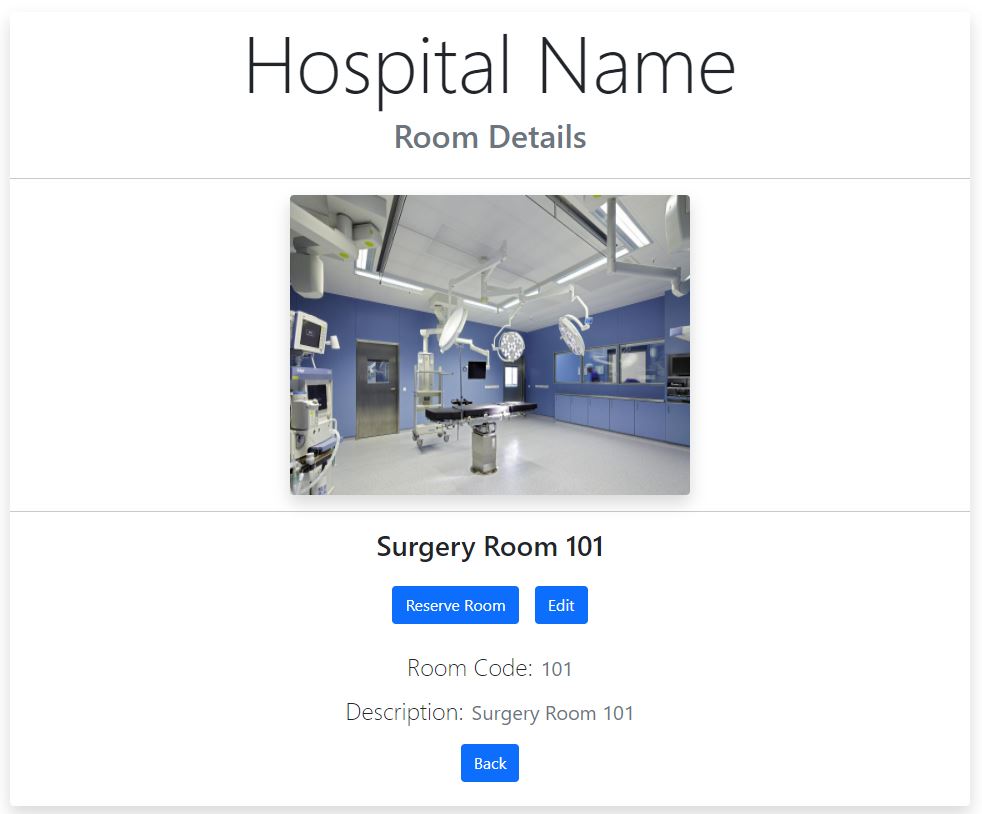 Hospital Name
Room Details
Surgery Room 101
Reserve Room Edit
Room Code: 101
Description: Surgery Room 101
Back